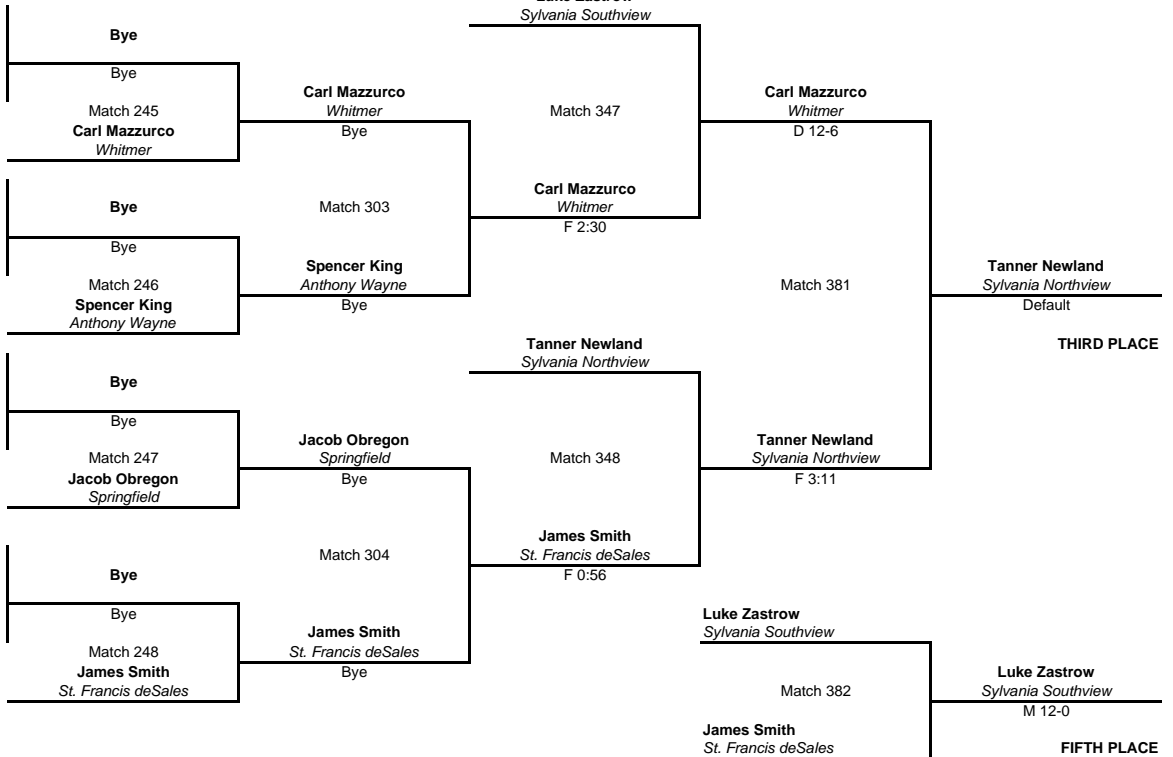 Luke Zastrow
Sylvania Southview
Bye
Bye
Match 245
Carl Mazzurco
Whitmer
Carl Mazzurco
Whitmer
Bye
Match 347
Carl Mazzurco
Whitmer
D 12-6
Bye
Bye
Match 246
Spencer King
Anthony Wayne
Match 303
Spencer King
Anthony Wayne
Bye
Carl Mazzurco
Whitmer
F 2:30
Match 381
Tanner Newland
Sylvania Northview
Default
THIRD PLACE
Bye
Bye
Match 247
Jacob Obregon
Springfield
Jacob Obregon
Springfield
Bye
Tanner Newland
Sylvania Northview
Match 348
Tanner Newland
Sylvania Northview
F 3:11
Bye
Bye
Match 248
James Smith
St. Francis deSales
Match 304
James Smith
St. Francis deSales
Bye
James Smith
St. Francis deSales
F 0:56
Luke Zastrow
Sylvania Southview
Match 382
James Smith
St. Francis deSales
Luke Zastrow
Sylvania Southview
M 12-0
FIFTH PLACE